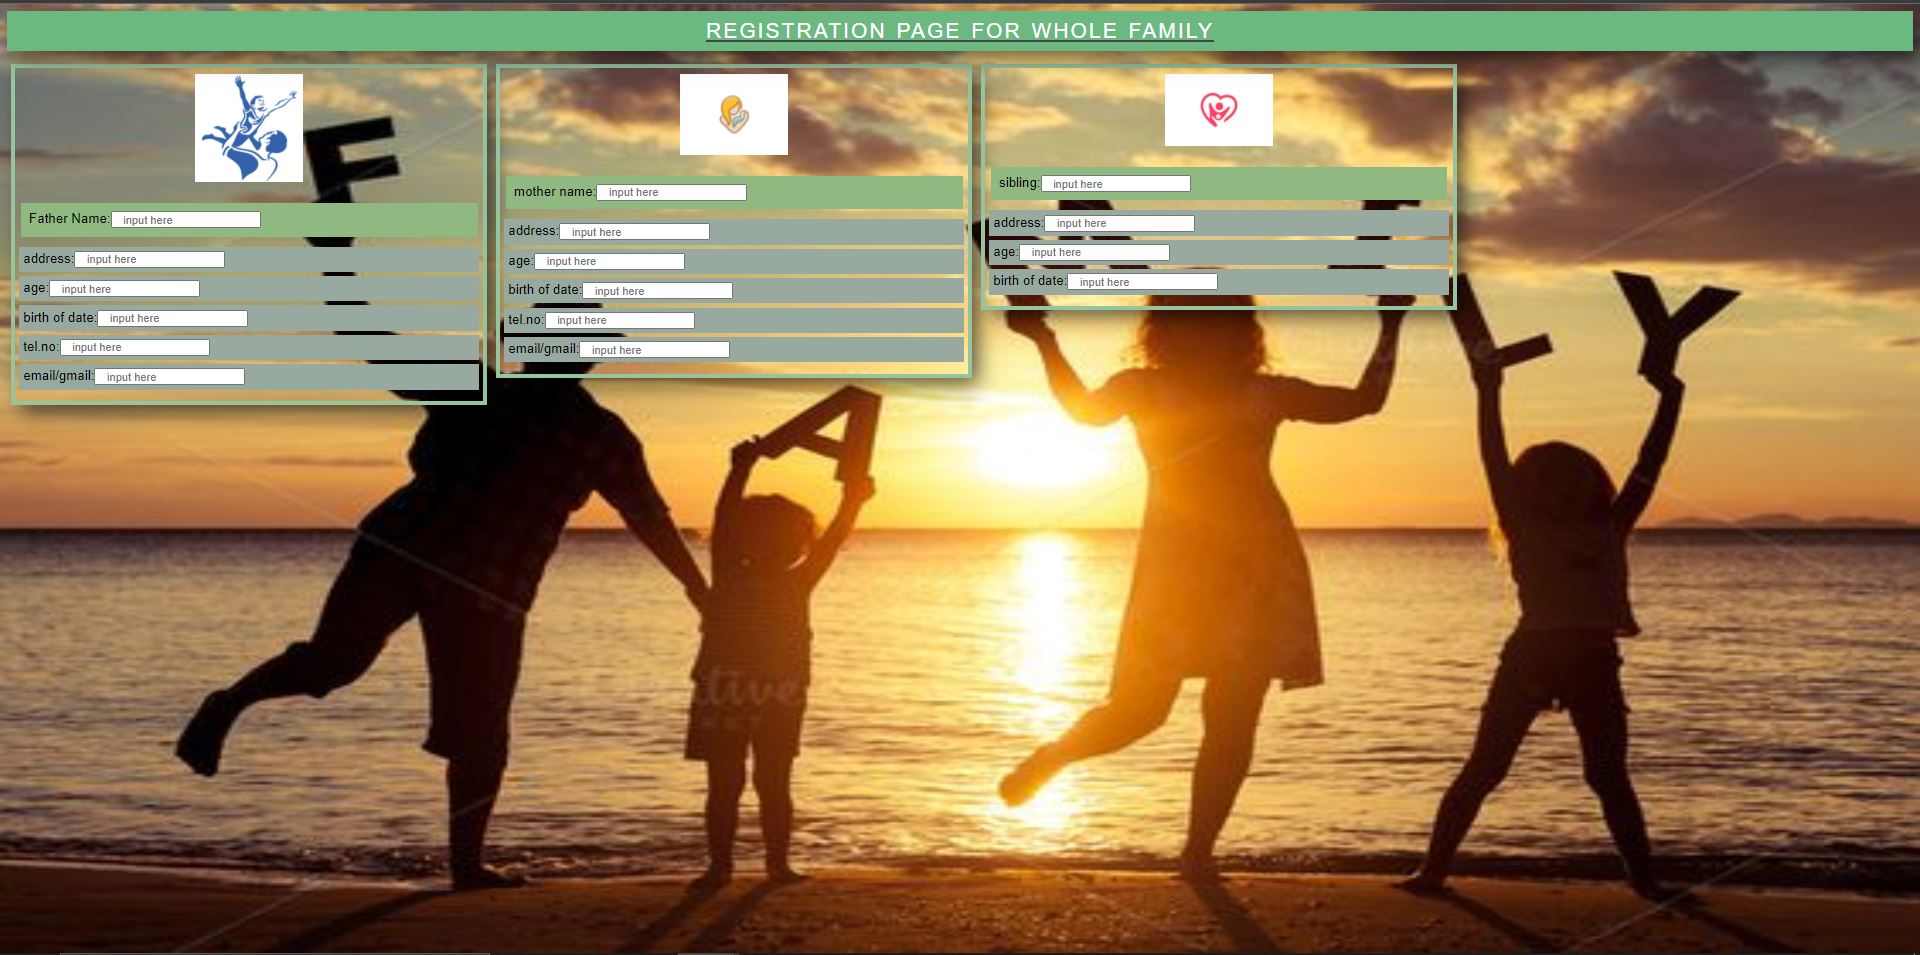 REGISTRATION PAGE FOR WHOLE FAMILY
Father Name: input here
address: input here
age: input here
birth of date: input here
tel.no: input here
email/gmail: input here
mother name: input here
address: input here
age: input here
birth of date: input here
tel.no: input here
email/gmail: input here
sibling: input here
address: input here
age: input here
birth of date: input here
F
A
L Y